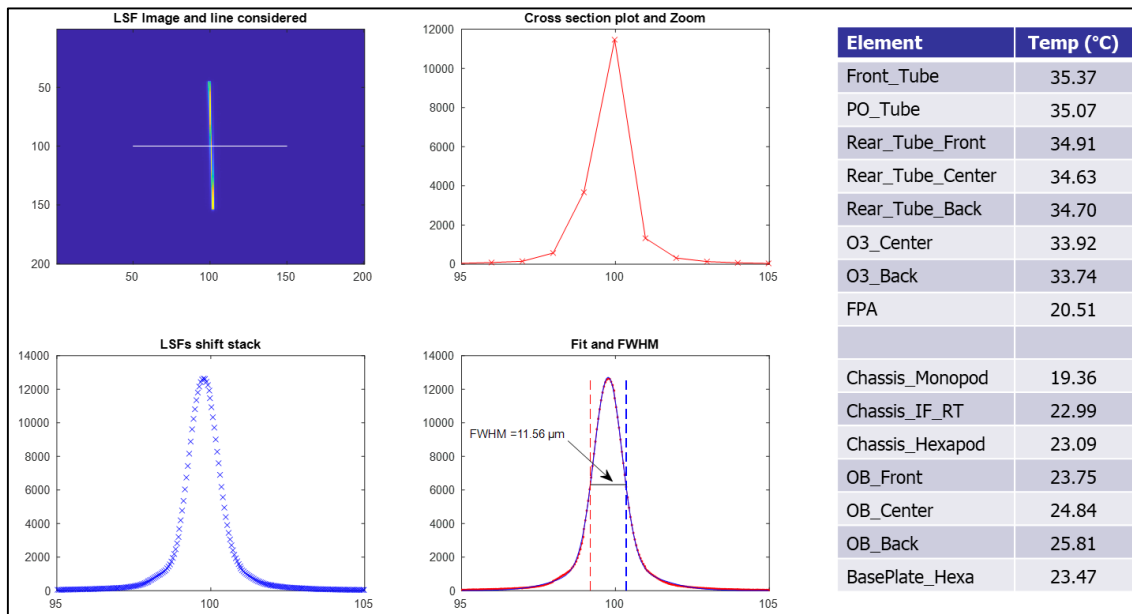 LSF Image and line considered
50
100
150
200
50 100 150 200
Cross section plot and Zoom
12000
10000
8000
6000
4000
2000
0
95 100 105
LSFs shift stack
14000
12000
10000
8000
6000
4000
2000
0
95 100 105
Fit and FWHM
14000
12000
10000
8000
6000
4000
2000
0
FWHM =11.56 µm
95 100 105
Element Temp (°C)
Front_Tube 35.37
PO_Tube 35.07
Rear_Tube_Front 34.91
Rear_Tube_Center 34.63
Rear_Tube_Back 34.70
O3_Center 33.92
O3_Back 33.74
FPA 20.51
Chassis_Monopod 19.36
Chassis_IF_RT 22.99
Chassis_Hexapod 23.09
OB_Front 23.75
OB_Center 24.84
OB_Back 25.81
BasePlate_Hexa 23.47